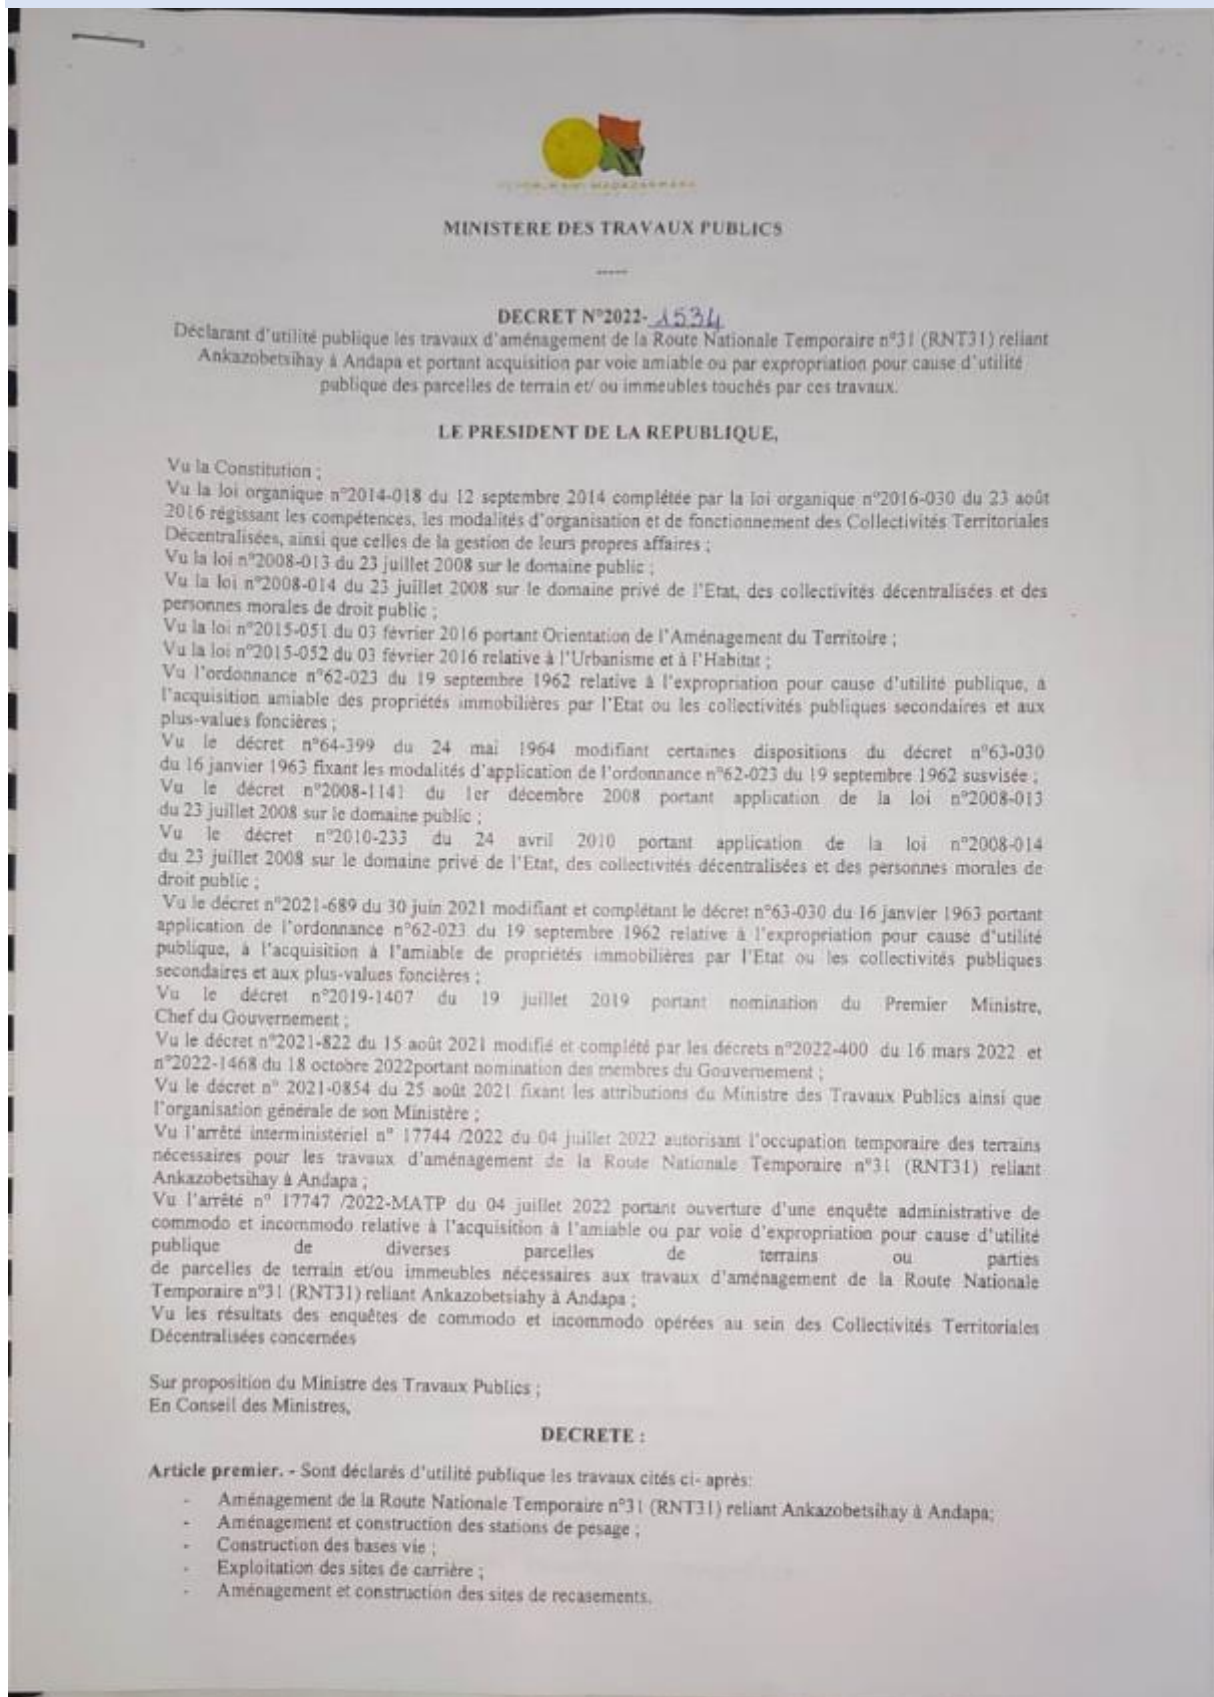 MINISTERE DES TRAVAUX PUBLICS
-----
DECRET N°2022- 1534
Déclarant d'utilité publique les travaux d'aménagement de la Route Nationale Temporaire n°31 (RNT31) reliant
Ankazobetsihay à Andapa et portant acquisition par voie amiable ou par expropriation pour cause d'utilité
publique des parcelles de terrain et/ ou immeubles touchés par ces travaux.
LE PRESIDENT DE LA REPUBLIQUE,
Vu la Constitution ;
Vu la loi organique n°2014-018 du 12 septembre 2014 complétée par la loi organique n°2016-030 du 23 août
2016 régissant les compétences, les modalités d'organisation et de fonctionnement des Collectivités Territoriales
Décentralisées, ainsi que celles de la gestion de leurs propres affaires ;
Vu la loi n°2008-013 du 23 juillet 2008 sur le domaine public ;
Vu la loi n°2008-014 du 23 juillet 2008 sur le domaine privé de l'Etat, des collectivités décentralisées et des
personnes morales de droit public ;
Vu la loi n°2015-051 du 03 février 2016 portant Orientation de l'Aménagement du Territoire ;
Vu la loi n°2015-052 du 03 février 2016 relative à l'Urbanisme et à l'Habitat ;
Vu l'ordonnance n°62-023 du 19 septembre 1962 relative à l'expropriation pour cause d'utilité publique, à
l'acquisition amiable des propriétés immobilières par l'Etat ou les collectivités publiques secondaires et aux
plus-values foncières ;
Vu le décret n°64-399 du 24 mai 1964 modifiant certaines dispositions du décret n°63-030
du 16 janvier 1963 fixant les modalités d'application de l'ordonnance n°62-023 du 19 septembre 1962 susvisée ;
Vu le décret n°2008-1141 du 1er décembre 2008 portant application de la loi n°2008-013
du 23 juillet 2008 sur le domaine public ;
Vu le décret n°2010-233 du 24 avril 2010 portant application de la loi n°2008-014
du 23 juillet 2008 sur le domaine privé de l'Etat, des collectivités décentralisées et des personnes morales de
droit public ;
Vu le décret n°2021-689 du 30 juin 2021 modifiant et complétant le décret n°63-030 du 16 janvier 1963 portant
application de l'ordonnance n°62-023 du 19 septembre 1962 relative à l'expropriation pour cause d'utilité
publique, à l'acquisition à l'amiable de propriétés immobilières par l'Etat ou les collectivités publiques
secondaires et aux plus-values foncières ;
Vu le décret n°2019-1407 du 19 juillet 2019 portant nomination du Premier Ministre,
Chef du Gouvernement ;
Vu le décret n°2021-822 du 15 août 2021 modifié et complété par les décrets n°2022-400 du 16 mars 2022 et
n°2022-1468 du 18 octobre 2022portant nomination des membres du Gouvernement ;
Vu le décret n° 2021-0854 du 25 août 2021 fixant les attributions du Ministre des Travaux Publics ainsi que
l'organisation générale de son Ministère ;
Vu l'arrêté interministériel n° 17744 /2022 du 04 juillet 2022 autorisant l'occupation temporaire des terrains
nécessaires pour les travaux d'aménagement de la Route Nationale Temporaire n°31 (RNT31) reliant
Ankazobetsihay à Andapa ;
Vu l'arrêté n° 17747 /2022-MATP du 04 juillet 2022 portant ouverture d'une enquête administrative de
commodo et incommodo relative à l'acquisition à l'amiable ou par voie d'expropriation pour cause d'utilité
publique de diverses parcelles de terrains ou parties
de parcelles de terrain et/ou immeubles nécessaires aux travaux d'aménagement de la Route Nationale
Temporaire n°31 (RNT31) reliant Ankazobetsiahy à Andapa ;
Vu les résultats des enquêtes de commodo et incommodo opérées au sein des Collectivités Territoriales
Décentralisées concernées
Sur proposition du Ministre des Travaux Publics ;
En Conseil des Ministres,
DECRETE :
Article premier. - Sont déclarés d'utilité publique les travaux cités ci- après:
- Aménagement de la Route Nationale Temporaire n°31 (RNT31) reliant Ankazobetsihay à Andapa;
- Aménagement et construction des stations de pesage ;
- Construction des bases vie ;
- Exploitation des sites de carrière ;
- Aménagement et construction des sites de recasements.